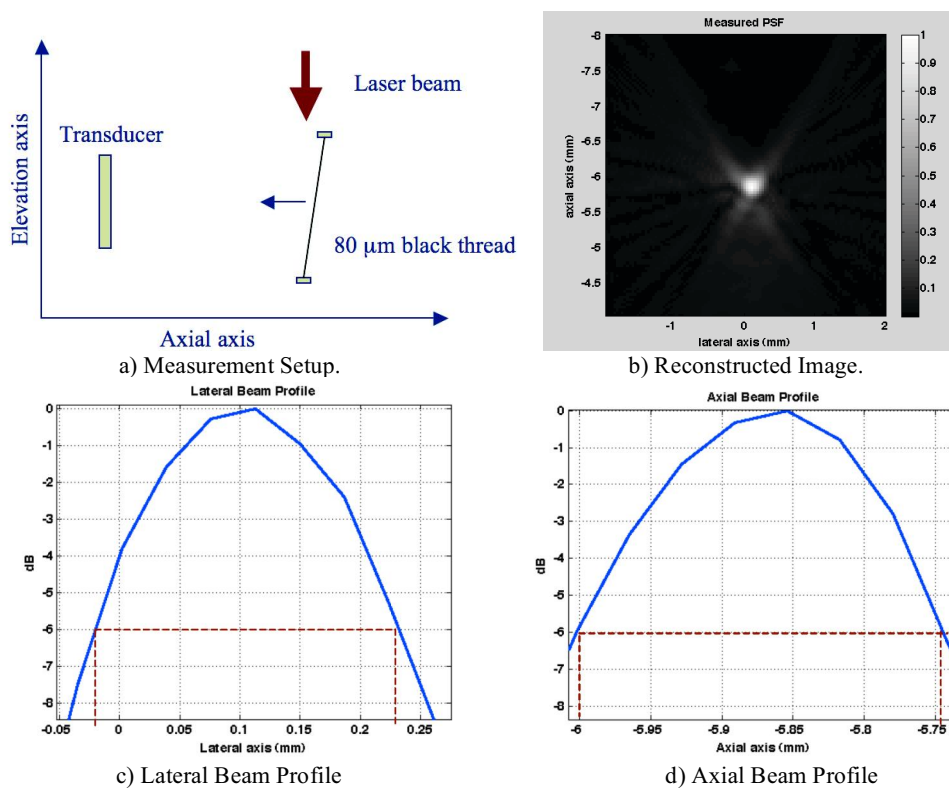 Elevation axis
Laser beam
Transducer
80 μm black thread
Axial axis
a) Measurement Setup.
Measured PSF
-8
-7.5
-7
-6.5
-6
-5.5
-5
-4.5
axial axis (mm)
-1
0
1
2
lateral axis (mm)
1
0.9
0.8
0.7
0.6
0.5
0.4
0.3
0.2
0.1
b) Reconstructed Image.
Lateral Beam Profile
0
-1
-2
-3
-4
-5
-6
-7
-8
dB
-0.05
0
0.05
0.1
0.15
0.2
0.25
Lateral axis (mm)
c) Lateral Beam Profile
Axial Beam Profile
0
-1
-2
-3
-4
-5
-6
-7
-8
dB
-6
-5.95
-5.9
-5.85
-5.8
-5.75
Axial axis (mm)
d) Axial Beam Profile